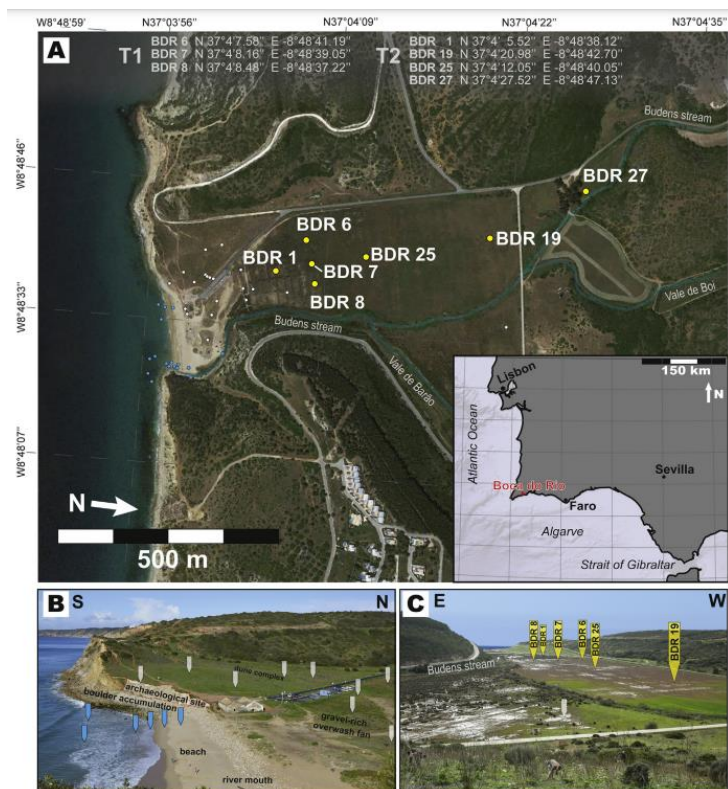 W8°48'59" N37°03'56 N37°04'09 N37°04'22 N37°04'35
A
T1
BDR 6 N 37°4'7.58" E -8°48'41.19"
BDR 7 N 37°4'8.16" E -8°48'39.05"
BDR 8 N 37°4'8.48" E -8°48'37.22"
T2
BDR 1 N 37°4' 5.52" E -8°48'38.12"
BDR 19 N 37°4'20.98" E -8°48'42.70"
BDR 25 N 37°4'12.05" E -8°48'40.05"
BDR 27 N 37°4'27.52" E -8°48'47.13"
W8°48'46
W8°48'33
W8°48'07
Budens stream
BDR 27
BDR 6
BDR 19
BDR 25
BDR 1
BDR 7
BDR 8
Vale de Boi
Budens stream
Vale de Barão
N
500 m
150 km
N
Lisbon
Atlantic Ocean
Sevilla
Boca do Rio
Faro
Algarve
Strait of Gibraltar
B S N
dune complex
archaeological site
boulder accumulation
gravel-rich
overwash fan
beach
river mouth
C E W
BDR 8
BDR 1
BDR 7
BDR 6
BDR 25
BDR 19
Budens stream